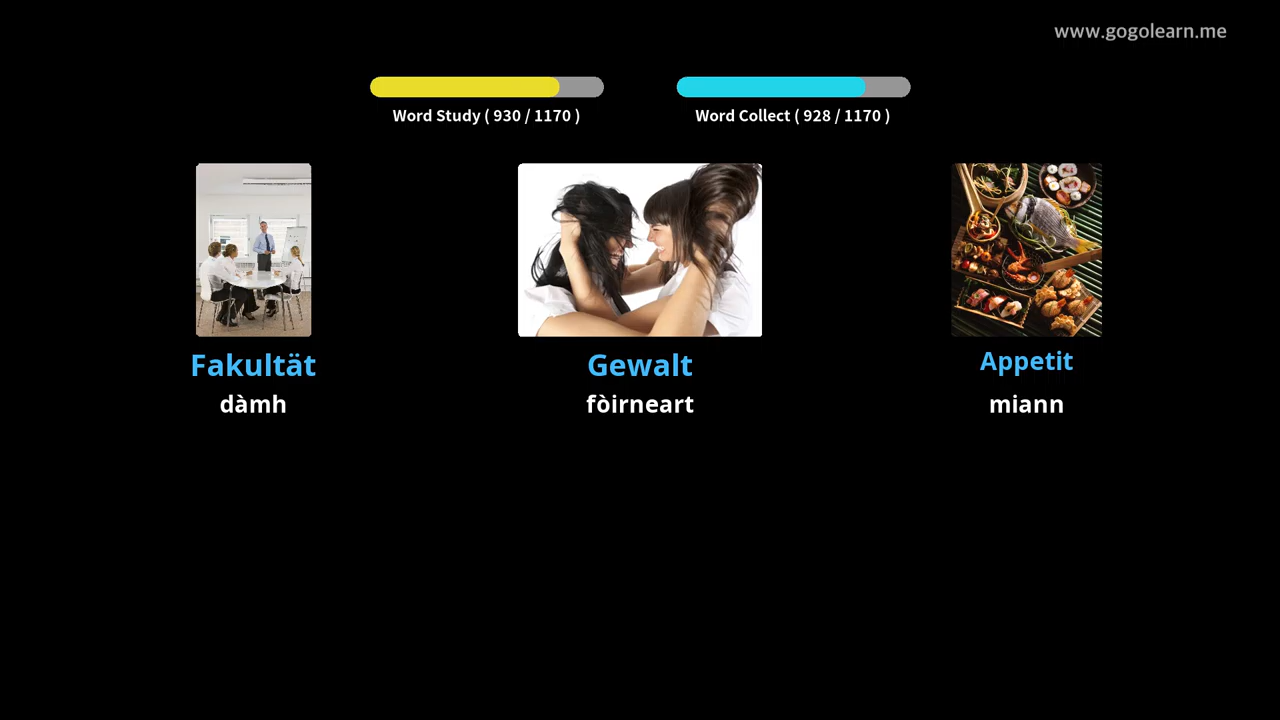 www.gogolearn.me
Word Study ( 930 / 1170 )
Word Collect ( 928 / 1170 )
Fakultät
dàmh
Gewalt
fòirneart
Appetit
miann